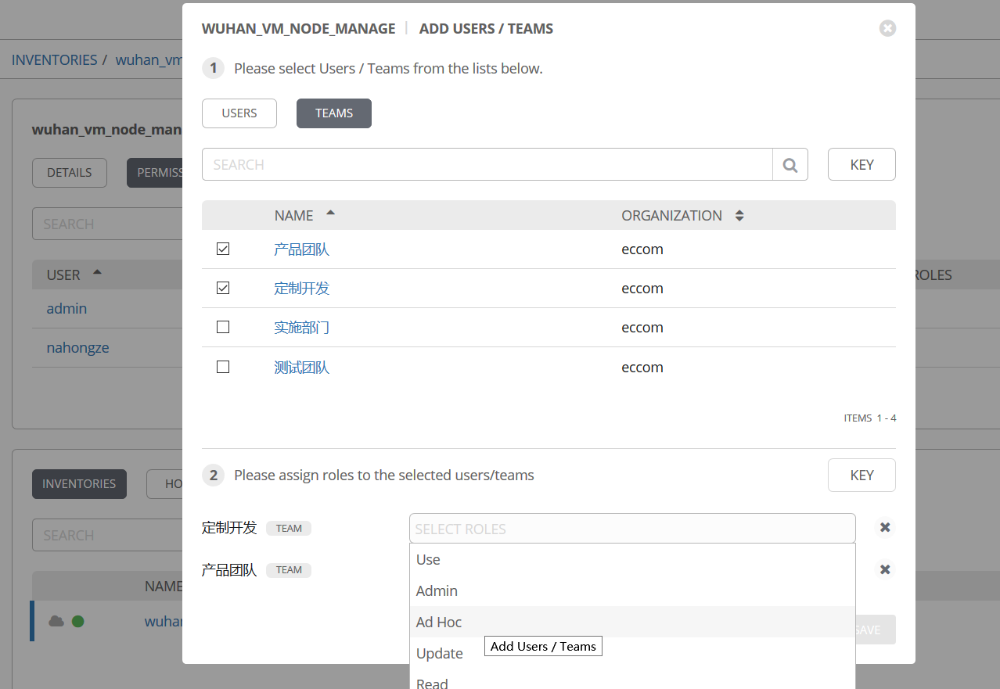 WUHAN_VM_NODE_MANAGE | ADD USERS / TEAMS
INVENTORIES / wuhan_vm
1 Please select Users / Teams from the lists below.
USERS TEAMS
wuhan_vm_node_man
DETAILS PERMISS
SEARCH KEY
SEARCH
NAME ORGANIZATION
产品团队 eccom
USER ROLES
定制开发 eccom
admin
实施部门 eccom
nahongze
测试团队 eccom
ITEMS 1 - 4
2 Please assign roles to the selected users/teams KEY
INVENTORIES HO
定制开发 TEAM SELECT ROLES
SEARCH
Use
产品团队 TEAM
NAME
Admin
wuhan
Ad Hoc
SAVE
Add Users / Teams
Update
Read